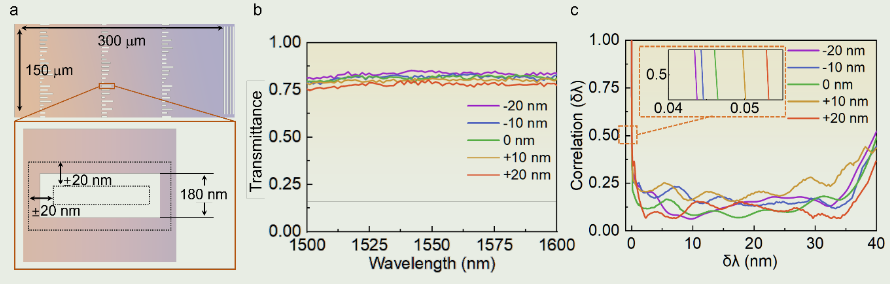 a
300 μm
150 μm
±20 nm
180 nm
±20 nm
b
Transmittance
1.00
0.75
0.50
0.25
0.00
-20 nm
-10 nm
0 nm
+10 nm
+20 nm
1500
1525
1550
1575
1600
Wavelength (nm)
c
Correlation (δλ)
1.00
0.75
0.50
0.25
0.00
0.5
0.04
0.05
-20 nm
-10 nm
0 nm
+10 nm
+20 nm
0
10
20
30
40
δλ (nm)